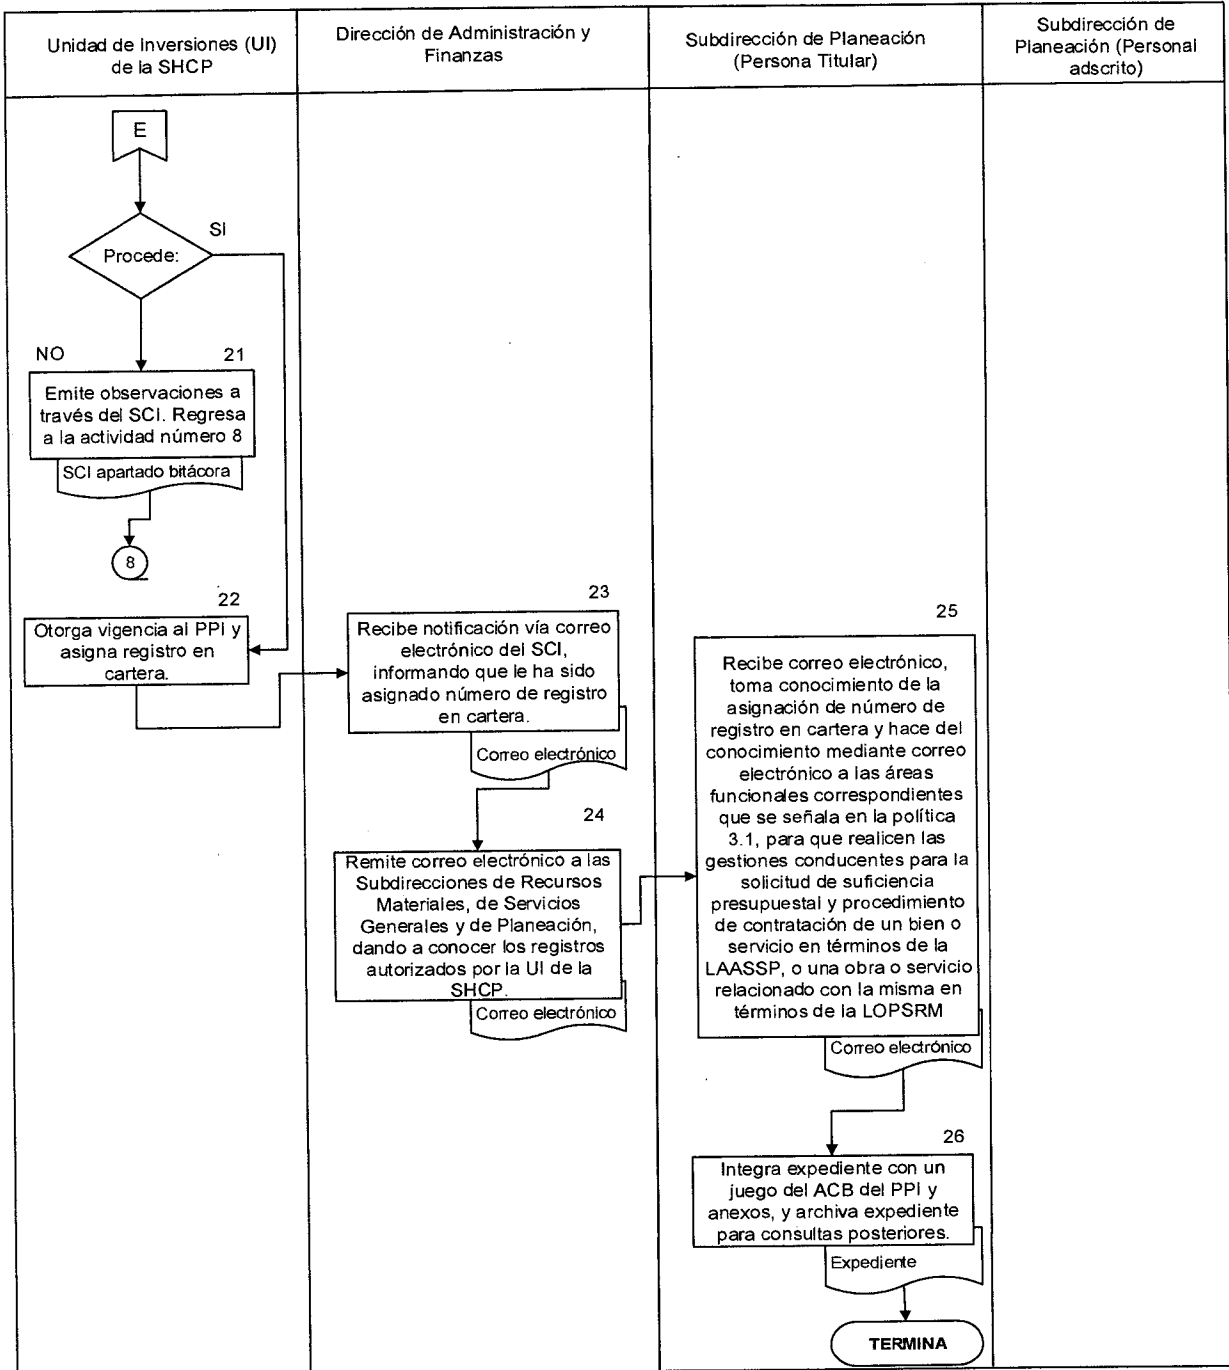 Unidad de Inversiones (UI)
de la SHCP
Dirección de Administración y
Finanzas
Subdirección de Planeación
(Persona Titular)
Subdirección de
Planeación (Personal
adscrito)
E
Procede:
SI
NO
21
Emite observaciones a
través del SCI. Regresa
a la actividad número 8
SCI apartado bitácora
8
22
Otorga vigencia al PPI y
asigna registro en
cartera.
23
Recibe notificación vía correo
electrónico del SCI,
informando que le ha sido
asignado número de registro
en cartera.
Correo electrónico
24
Remite correo electrónico a las
Subdirecciones de Recursos
Materiales, de Servicios
Generales y de Planeación,
dando a conocer los registros
autorizados por la UI de la
SHCP.
Correo electrónico
25
Recibe correo electrónico,
toma conocimiento de la
asignación de número de
registro en cartera y hace del
conocimiento mediante correo
electrónico a las áreas
funcionales correspondientes
que se señala en la política
3.1, para que realicen las
gestiones conducentes para la
solicitud de suficiencia
presupuestal y procedimiento
de contratación de un bien o
servicio en términos de la
LAASSP, o una obra o servicio
relacionado con la misma en
términos de la LOPSRM
Correo electrónico
26
Integra expediente con un
juego del ACB del PPI y
anexos, y archiva expediente
para consultas posteriores.
Expediente
TERMINA